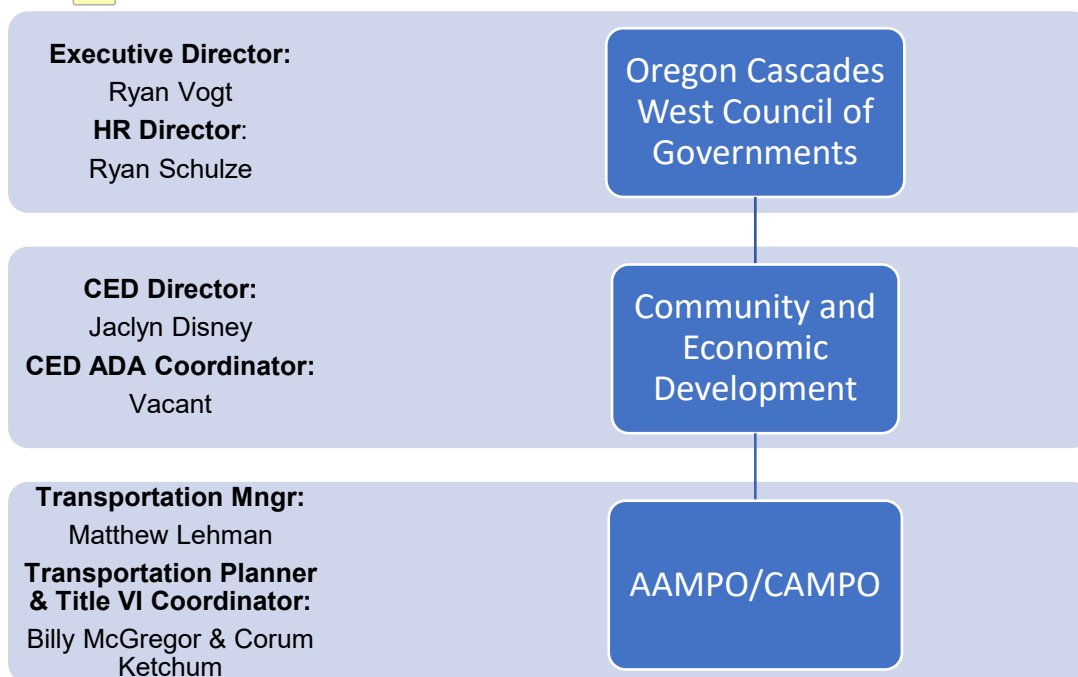 Executive Director:
Ryan Vogt
HR Director:
Ryan Schulze
Oregon Cascades
West Council of
Governments
CED Director:
Jaclyn Disney
CED ADA Coordinator:
Vacant
Community and
Economic
Development
Transportation Mngr:
Matthew Lehman
Transportation Planner
& Title VI Coordinator:
Billy McGregor & Corum
Ketchum
AAMPO/CAMPO